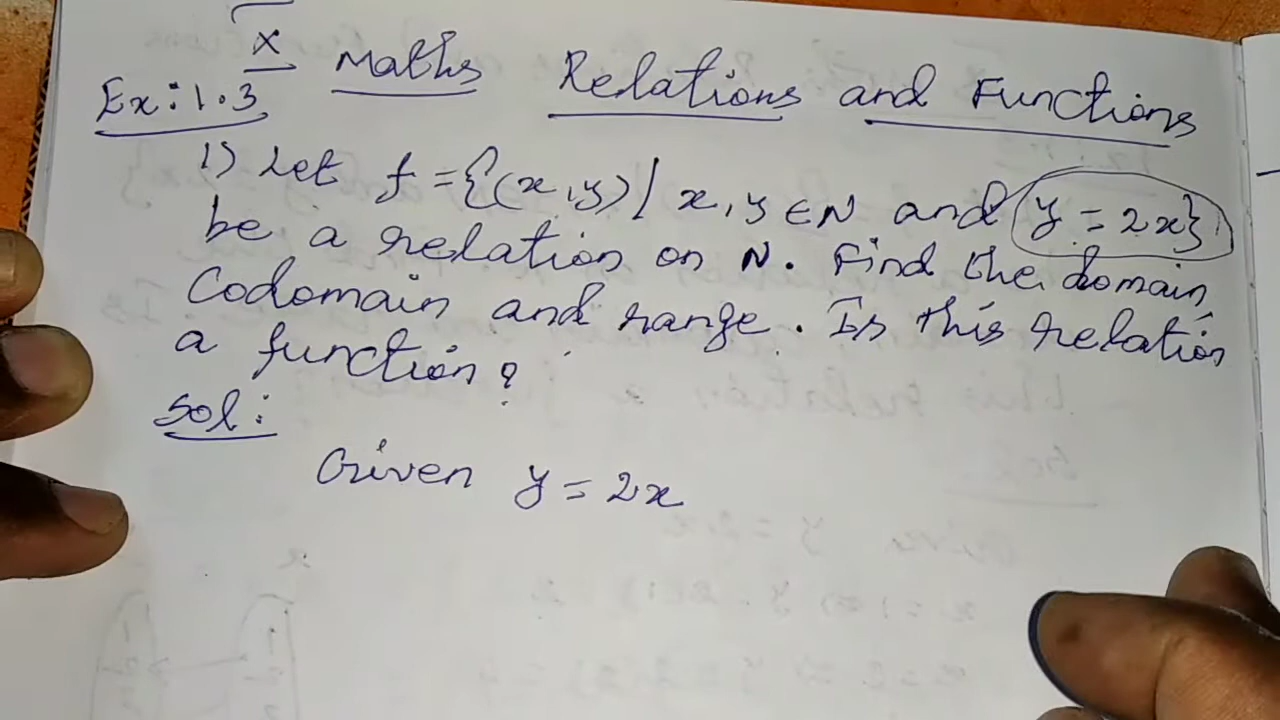 X Maths Relations and Functions
Ex: 1.3
1) Let f = {(x,y) / x,y ∈ N and y = 2x}
be a relation on N. Find the domain,
Codomain and range. Is this relation
a function?
Sol:
Given y = 2x